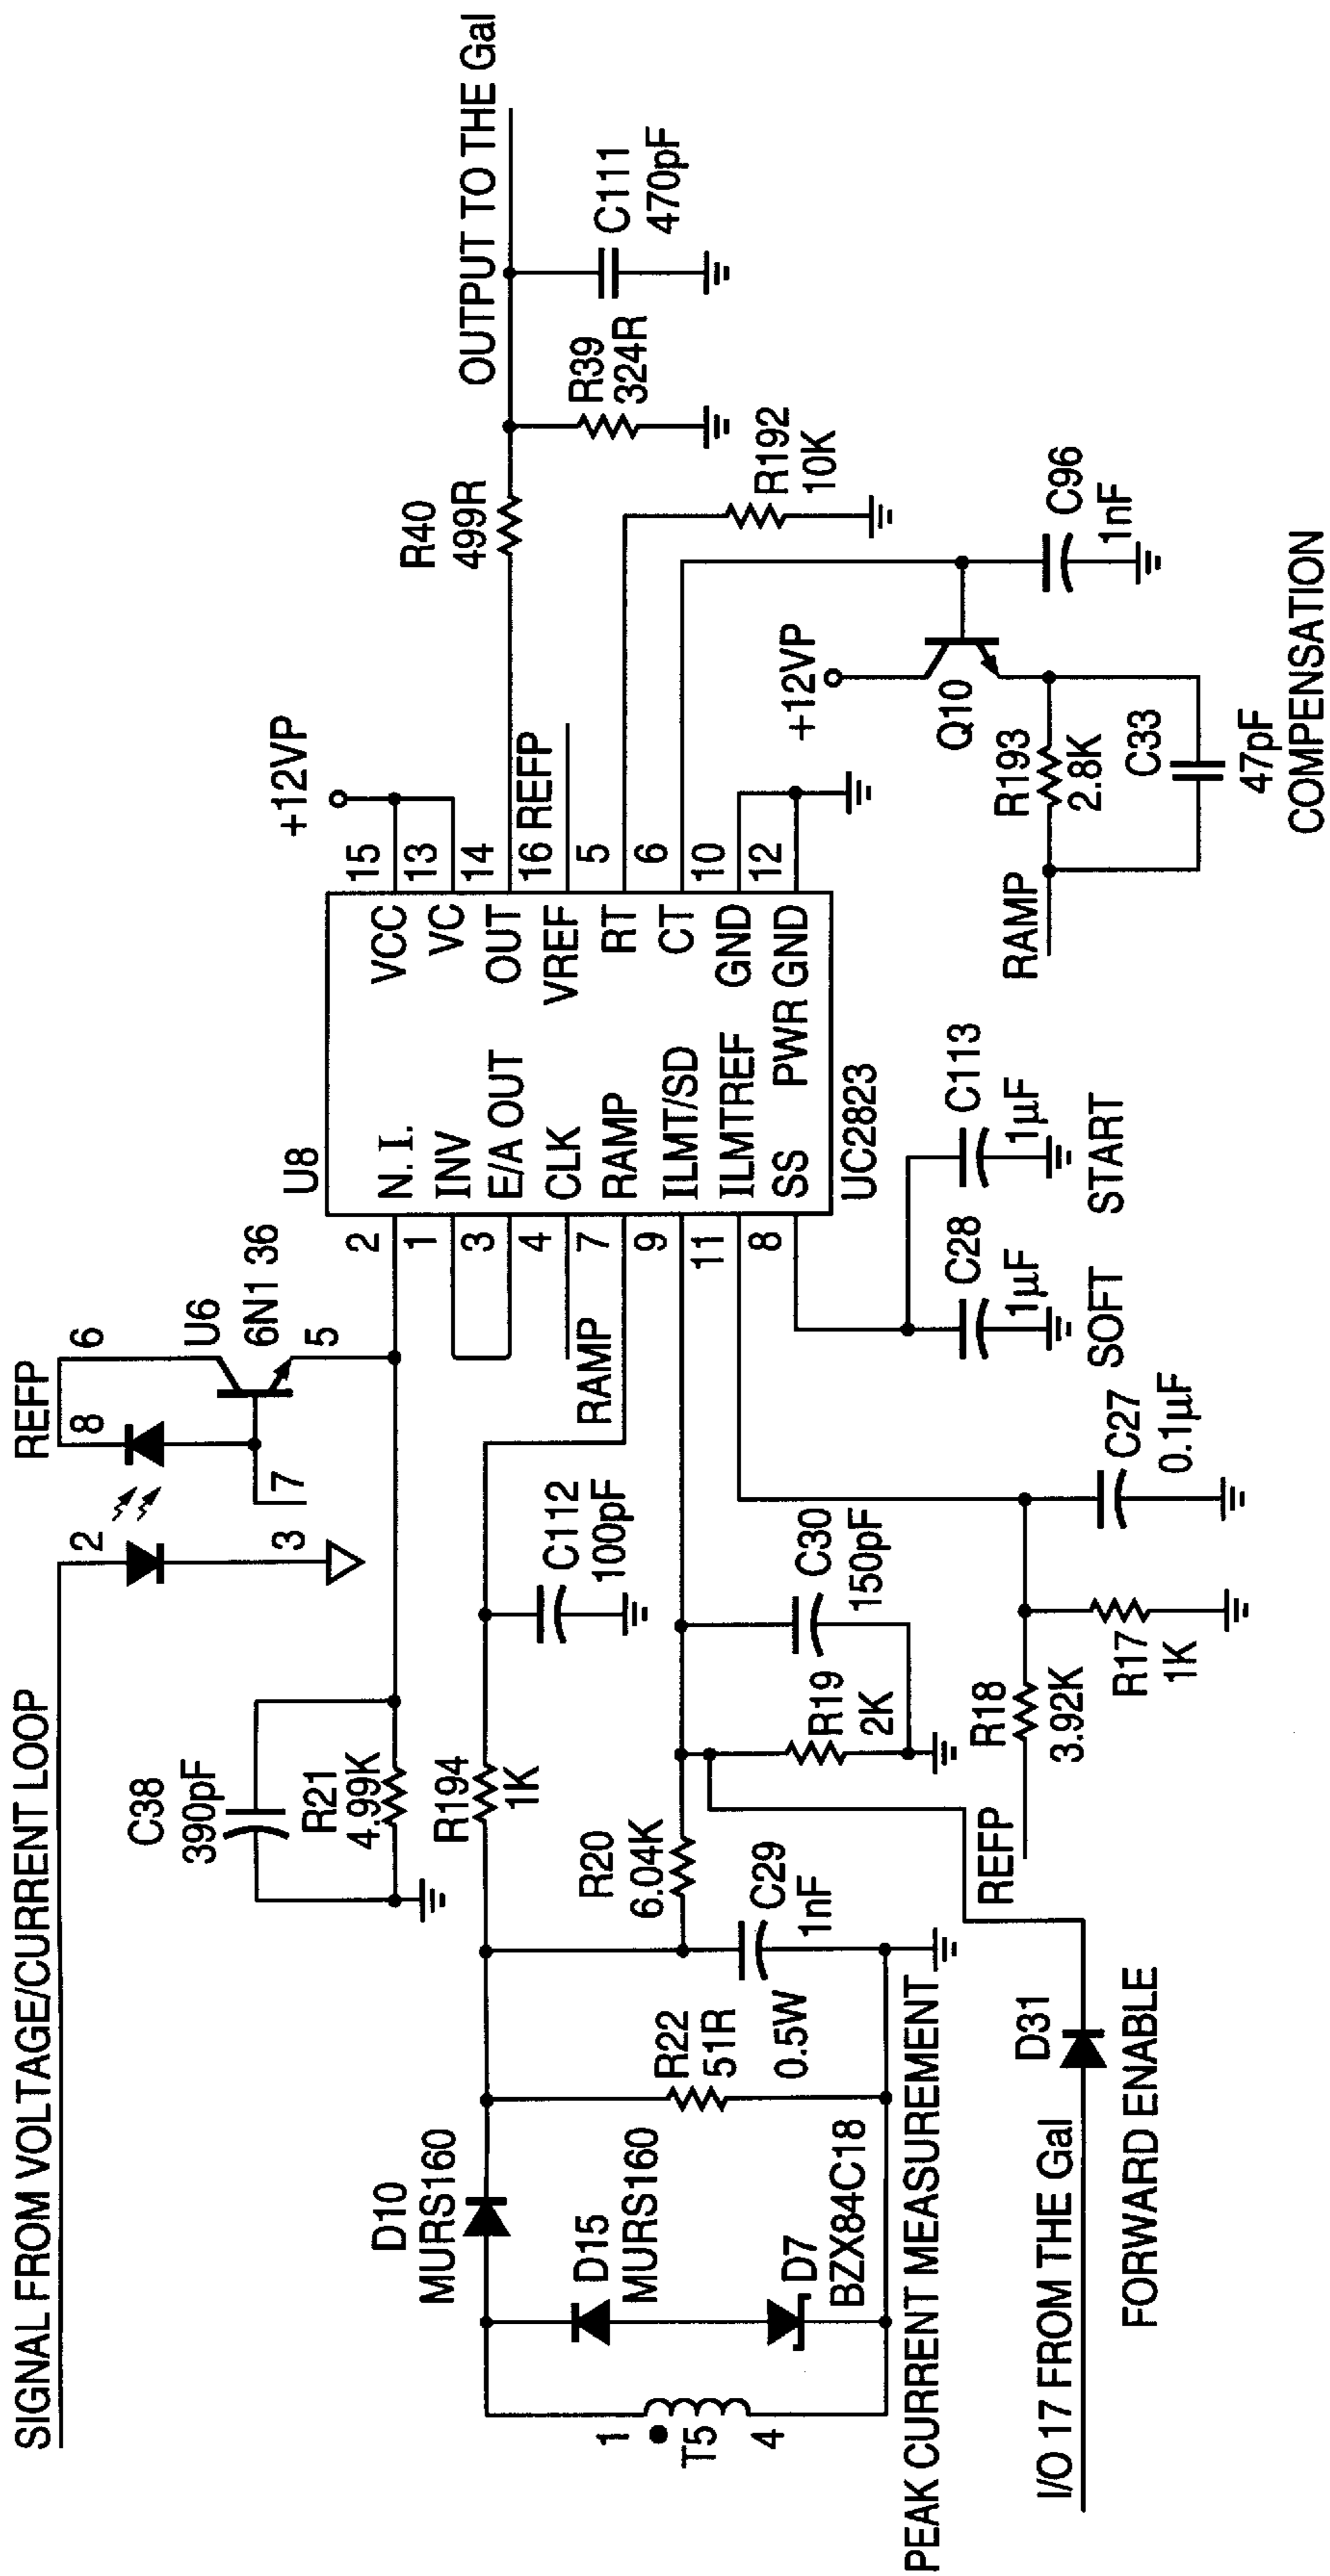 SIGNAL FROM VOLTAGE/CURRENT LOOP
REFP
2
8
6
3
7
U6
6N1 36
5
C38
390pF
R21
4.99K
R194
1K
C112
100pF
RAMP
D10
MURS160
D15
MURS160
D7
BZX84C18
1
T5
4
R22
51R
0.5W
R20
6.04K
C29
1nF
R19
2K
C30
150pF
PEAK CURRENT MEASUREMENT
I/O 17 FROM THE Gal
FORWARD ENABLE
D31
REFP
R18
3.92K
R17
1K
C27
0.1µF
C28
1µF
C113
1µF
SOFT START
U8
2
1
3
4
7
9
11
8
N. I.
INV
E/A OUT
CLK
RAMP
ILMT/SD
ILMTREF
SS
VCC
VC
OUT
VREF
RT
CT
GND
PWR GND
UC2823
15
13
14
16 REFP
5
6
10
12
+12VP
R40
499R
OUTPUT TO THE Gal
R39
324R
C111
470pF
R192
10K
+12VP
Q10
C96
1nF
RAMP
R193
2.8K
C33
47pF
COMPENSATION